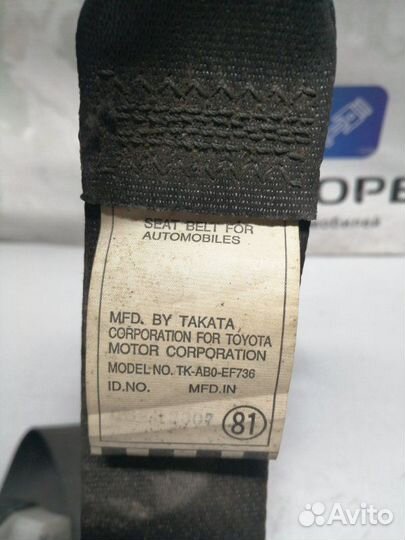 SEAT BELT FOR
AUTOMOBILES
MFD. BY TAKATA
CORPORATION FOR TOYOTA
MOTOR CORPORATION
MODEL NO. TK-AB0-EF736
ID.NO. MFD.IN
81
Avito